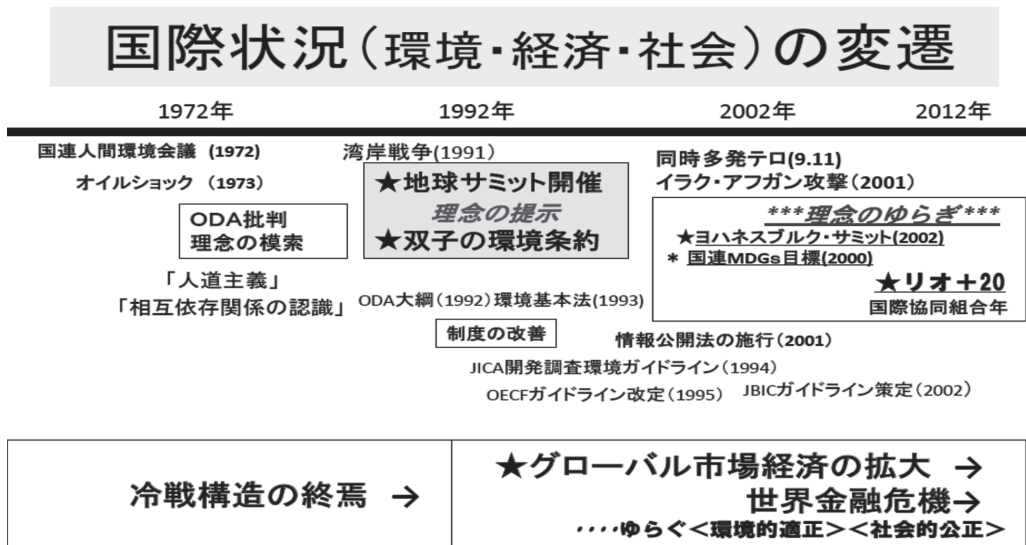 国際状況(環境・経済・社会)の変遷
1972年 1992年 2002年 2012年
国連人間環境会議 (1972)
オイルショック (1973)
ODA批判
理念の模索
「人道主義」
「相互依存関係の認識」
湾岸戦争(1991)
★地球サミット開催
理念の提示
★双子の環境条約
ODA大綱(1992)環境基本法(1993)
制度の改善
JICA開発調査環境ガイドライン(1994)
OECFガイドライン改定(1995)
同時多発テロ(9.11)
イラク・アフガン攻撃(2001)
***理念のゆらぎ***
★ヨハネスブルク・サミット(2002)
* 国連MDGs目標(2000)
★リオ+20
国際協同組合年
情報公開法の施行(2001)
JBICガイドライン策定(2002)
冷戦構造の終焉 →
★グローバル市場経済の拡大 →
世界金融危機→
‥‥ゆらぐ<環境的適正><社会的公正>